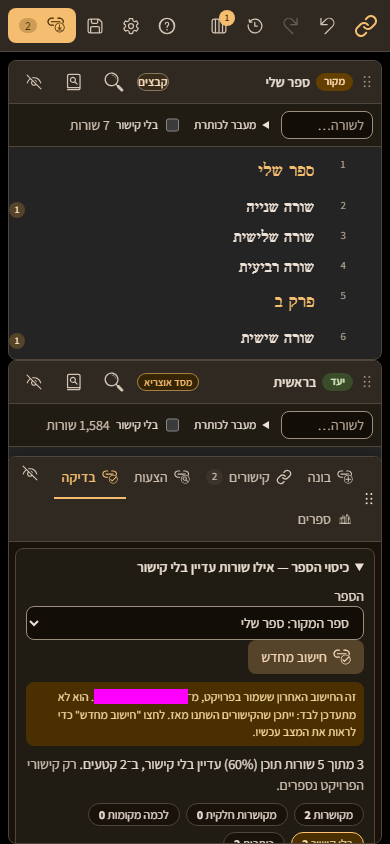 2
1
מקור ספר שלי קבצים
לשורה... מעבר לכותרת בלי קישור 7 שורות
1 ספר שלי
2 שורה שנייה 1
3 שורה שלישית
4 שורה רביעית
5 פרק ב
6 שורה שישית 1
יעד בראשית מסד אוצריא
לשורה... מעבר לכותרת בלי קישור 1,584 שורות
בונה קישורים 2 הצעות בדיקה
ספרים
כיסוי הספר — אילו שורות עדיין בלי קישור
הספר
ספר המקור: ספר שלי
חישוב מחדש
זה החישוב האחרון ששמור בפרויקט, מ־. הוא לא
מתעדכן לבד: ייתכן שהקישורים השתנו מאז. לחצו "חישוב מחדש" כדי
לראות את המצב עכשיו.
3 מתוך 5 שורות תוכן (60%) עדיין בלי קישור, ב־2 קטעים. רק קישורי
הפרויקט נספרים.
מקושרות 2 מקושרות חלקית 0 לכמה מקומות 0